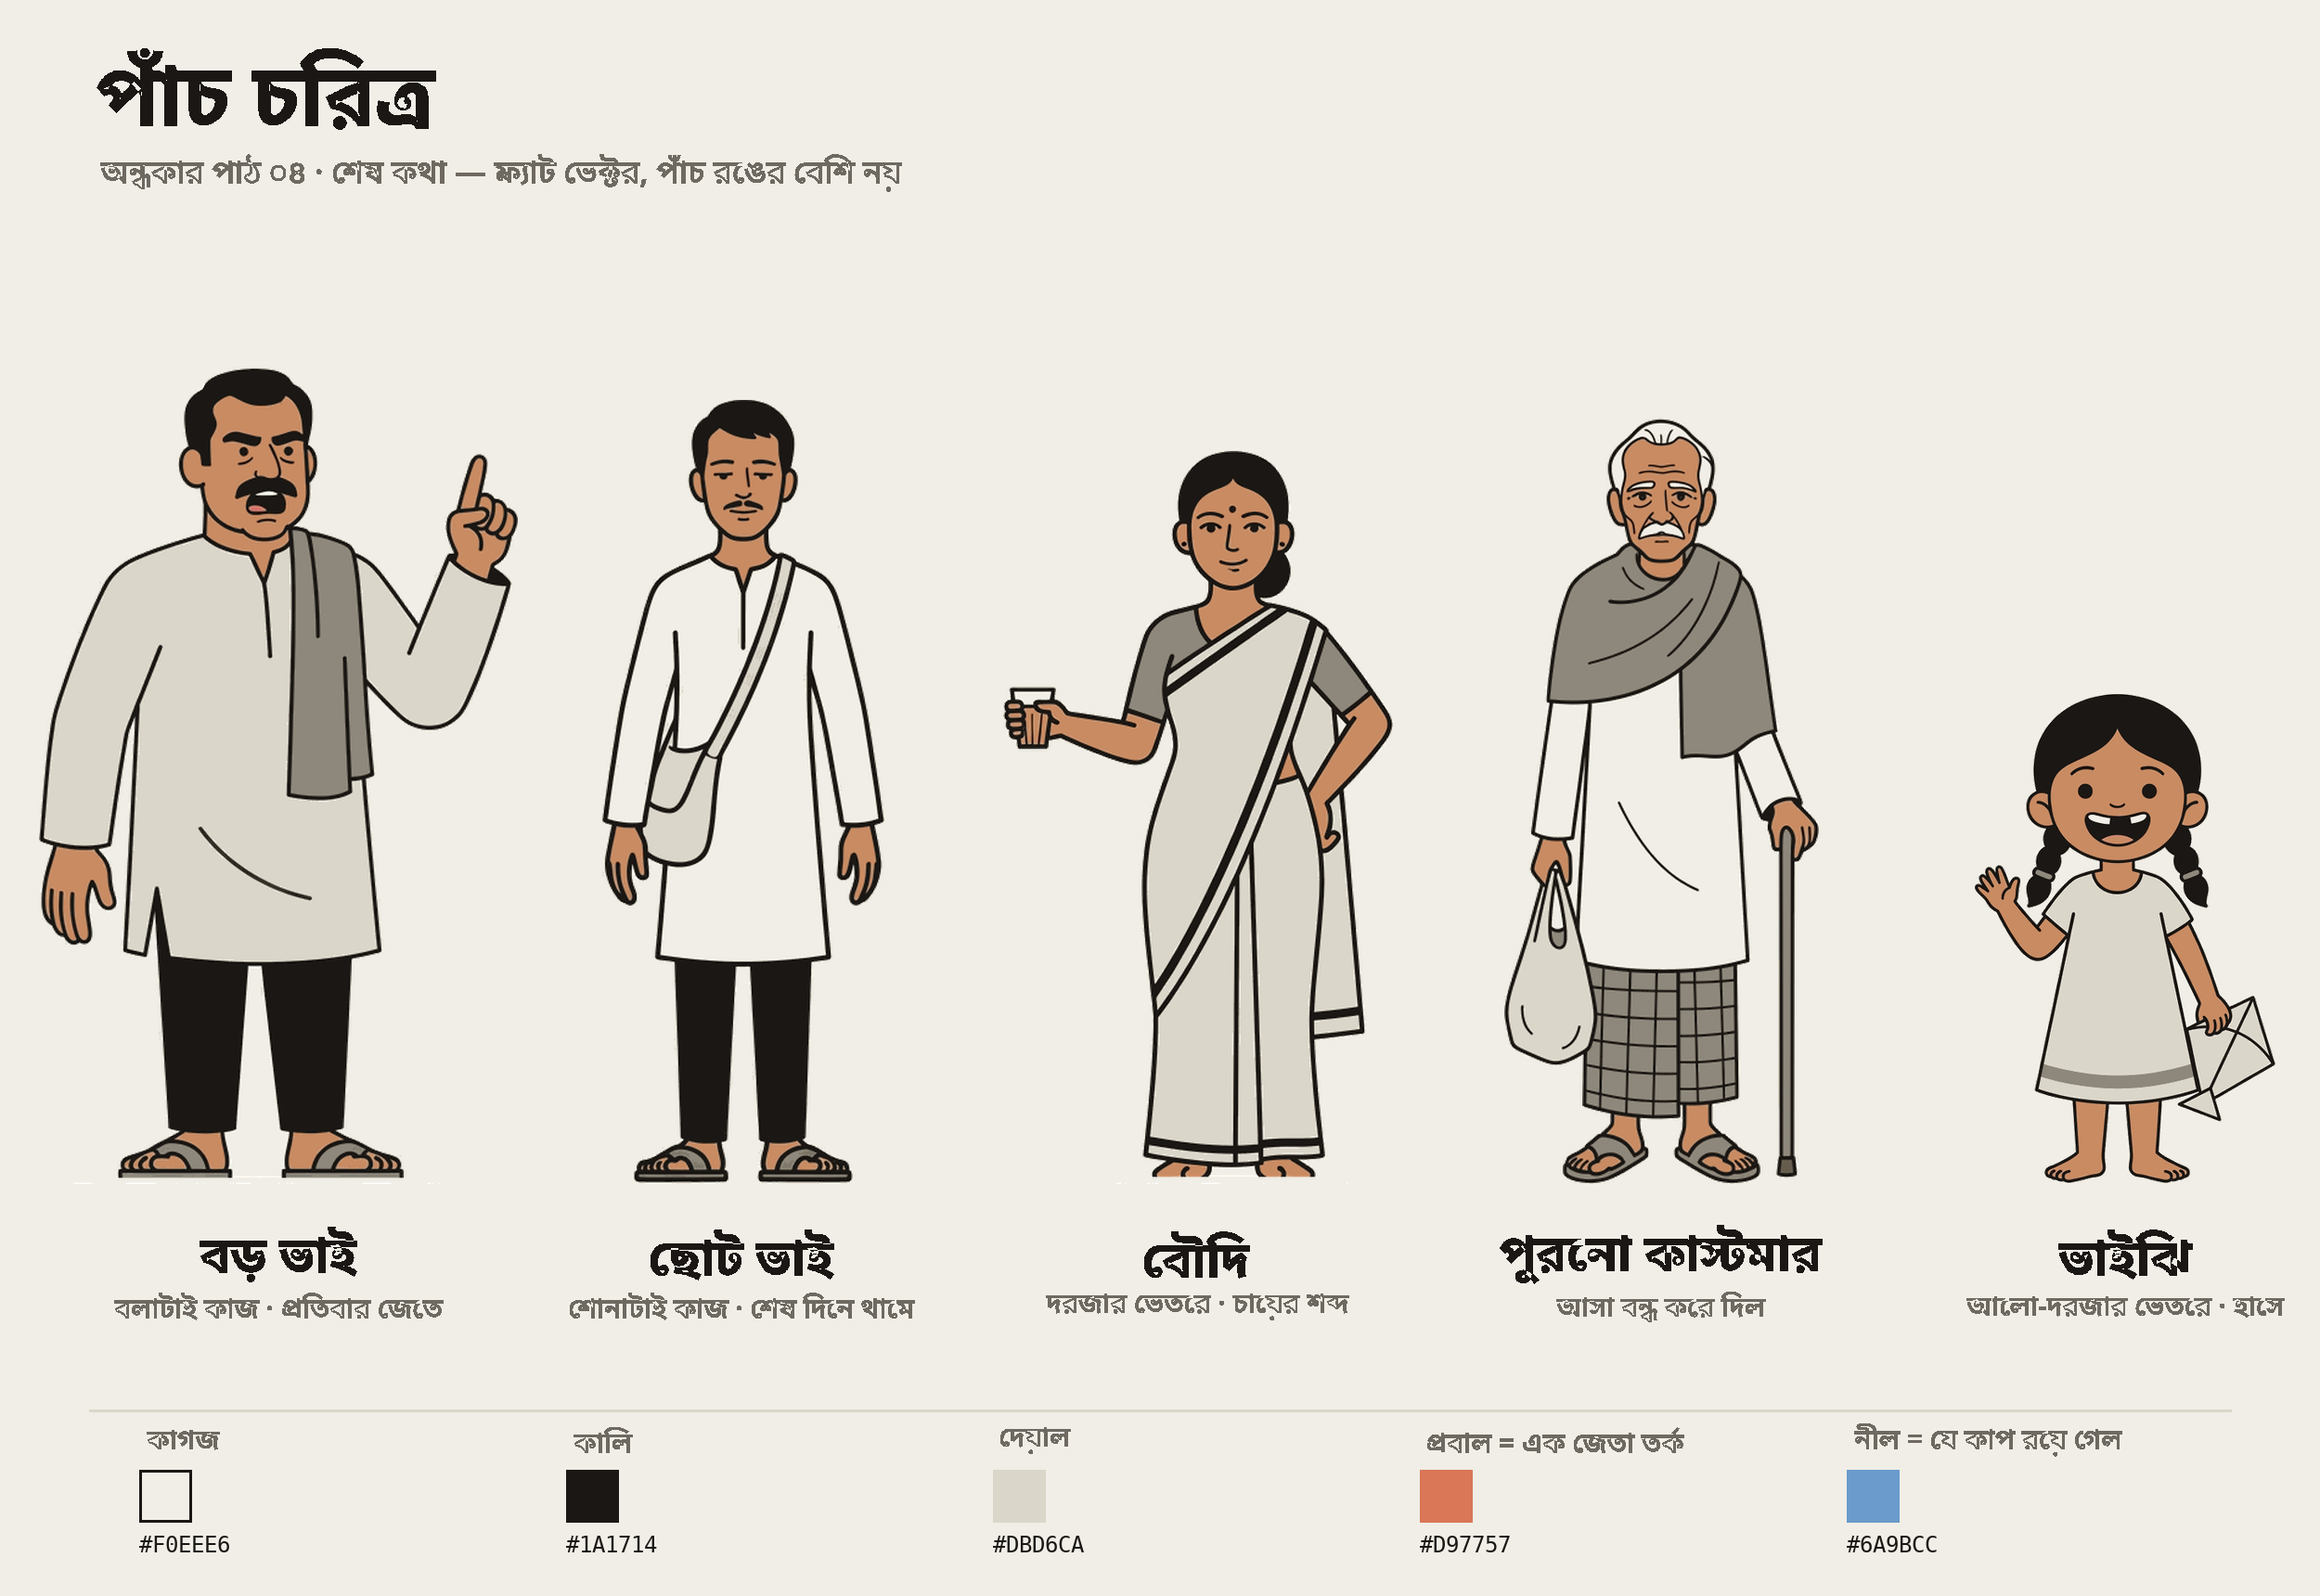 পাঁচ চরিত্র
অন্ধকার পাঠ ০৪ · শেষ কথা — ফ্ল্যাট ভেক্টর, পাঁচ রঙের বেশি নয়
বড় ভাই
বলাটাই কাজ · প্রতিবার জেতে
ছোট ভাই
শোনাটাই কাজ · শেষ দিনে থামে
বৌদি
দরজার ভেতরে · চায়ের শব্দ
পুরনো কাস্টমার
আসা বন্ধ করে দিল
ভাইঝি
আলো-দরজার ভেতরে · হাসে
কাগজ
#F0EEE6
কালি
#1A1714
দেয়াল
#DBD6CA
প্রবাল = এক জেতা তর্ক
#D97757
নীল = যে কাপ রয়ে গেল
#6A9BCC